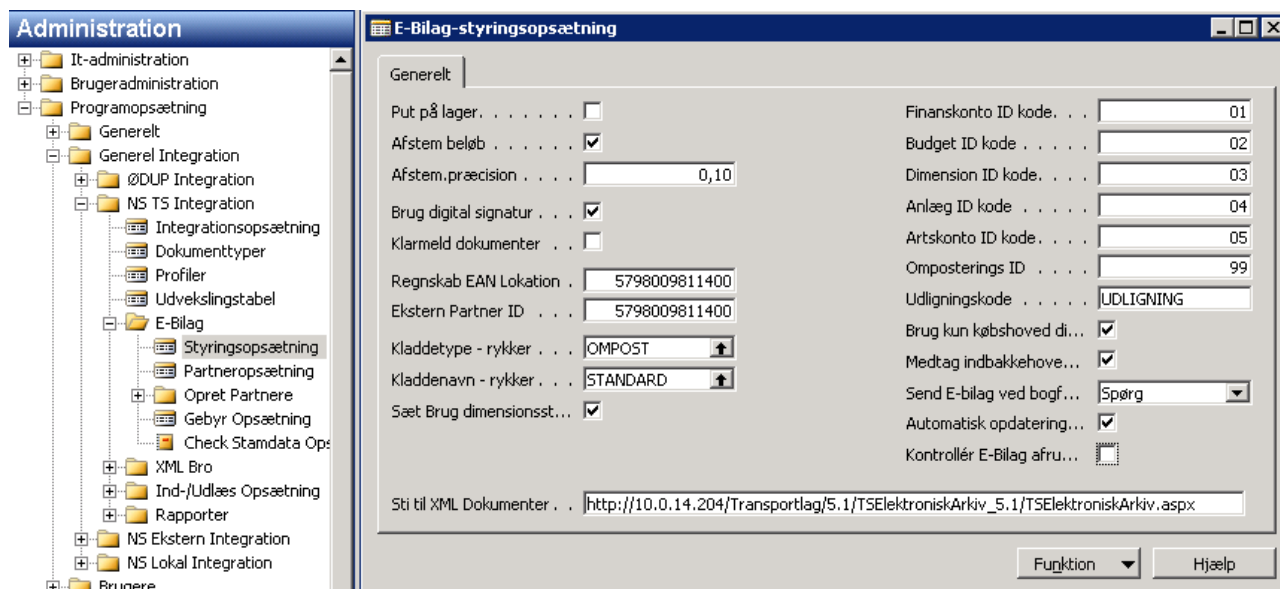 Administration
It-administration
Brugeradministration
Programopsætning
Generelt
Generel Integration
ØDUP Integration
NS TS Integration
Integrationsopsætning
Dokumenttyper
Profiler
Udvekslingstabel
E-Bilag
Styringsopsætning
Partneropsætning
Opret Partnere
Gebyr Opsætning
Check Stamdata Ops
XML Bro
Ind-/Udlæs Opsætning
Rapporter
NS Ekstern Integration
NS Lokal Integration
Brugere
E-Bilag-styringsopsætning
Generelt
Put på lager. . . . . . .
Afstem beløb . . . . . .
Afstem.præcision . . . . 0,10
Brug digital signatur . . .
Klarmeld dokumenter . .
Regnskab EAN Lokation . 5798009811400
Ekstern Partner ID . . . 5798009811400
Kladdetype - rykker . . . OMPOST
Kladdenavn - rykker . . . STANDARD
Sæt Brug dimensionsst...
Finanskonto ID kode. . . 01
Budget ID kode . . . . . 02
Dimension ID kode. . . . 03
Anlæg ID kode . . . . . 04
Artskonto ID kode. . . . 05
Omposterings ID . . . . 99
Udligningskode . . . . . UDLIGNING
Brug kun købshoved di...
Medtag indbakkehove...
Send E-bilag ved bogf... Spørg
Automatisk opdatering...
Kontrollér E-Bilag afru...
Sti til XML Dokumenter . . http://10.0.14.204/Transportlag/5.1/TSElektroniskArkiv_5.1/TSElektroniskArkiv.aspx
Funktion
Hjælp